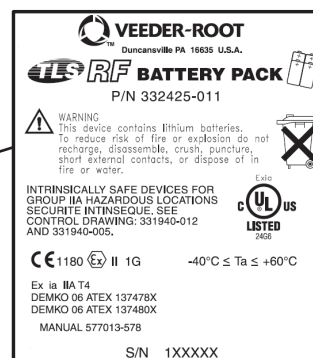 VEEDER-ROOT
TM
Duncansville PA 16635 U.S.A.
TLS RF BATTERY PACK
P/N 332425-011
WARNING
This device contains lithium batteries.
To reduce risk of fire or explosion do not
recharge, disassemble, crush, puncture,
short external contacts, or dispose of in
fire or water.
INTRINSICALLY SAFE DEVICES FOR
GROUP IIA HAZARDOUS LOCATIONS
SECURITE INTINSEQUE, SEE
CONTROL DRAWING: 331940-012
AND 331940-005.
Exia
C UL US
LISTED
24G6
CE 1180 Ex II 1G -40°C ≤ Ta ≤ +60°C
Ex ia IIA T4
DEMKO 06 ATEX 137478X
DEMKO 06 ATEX 137480X
MANUAL 577013-578
S/N 1XXXXX